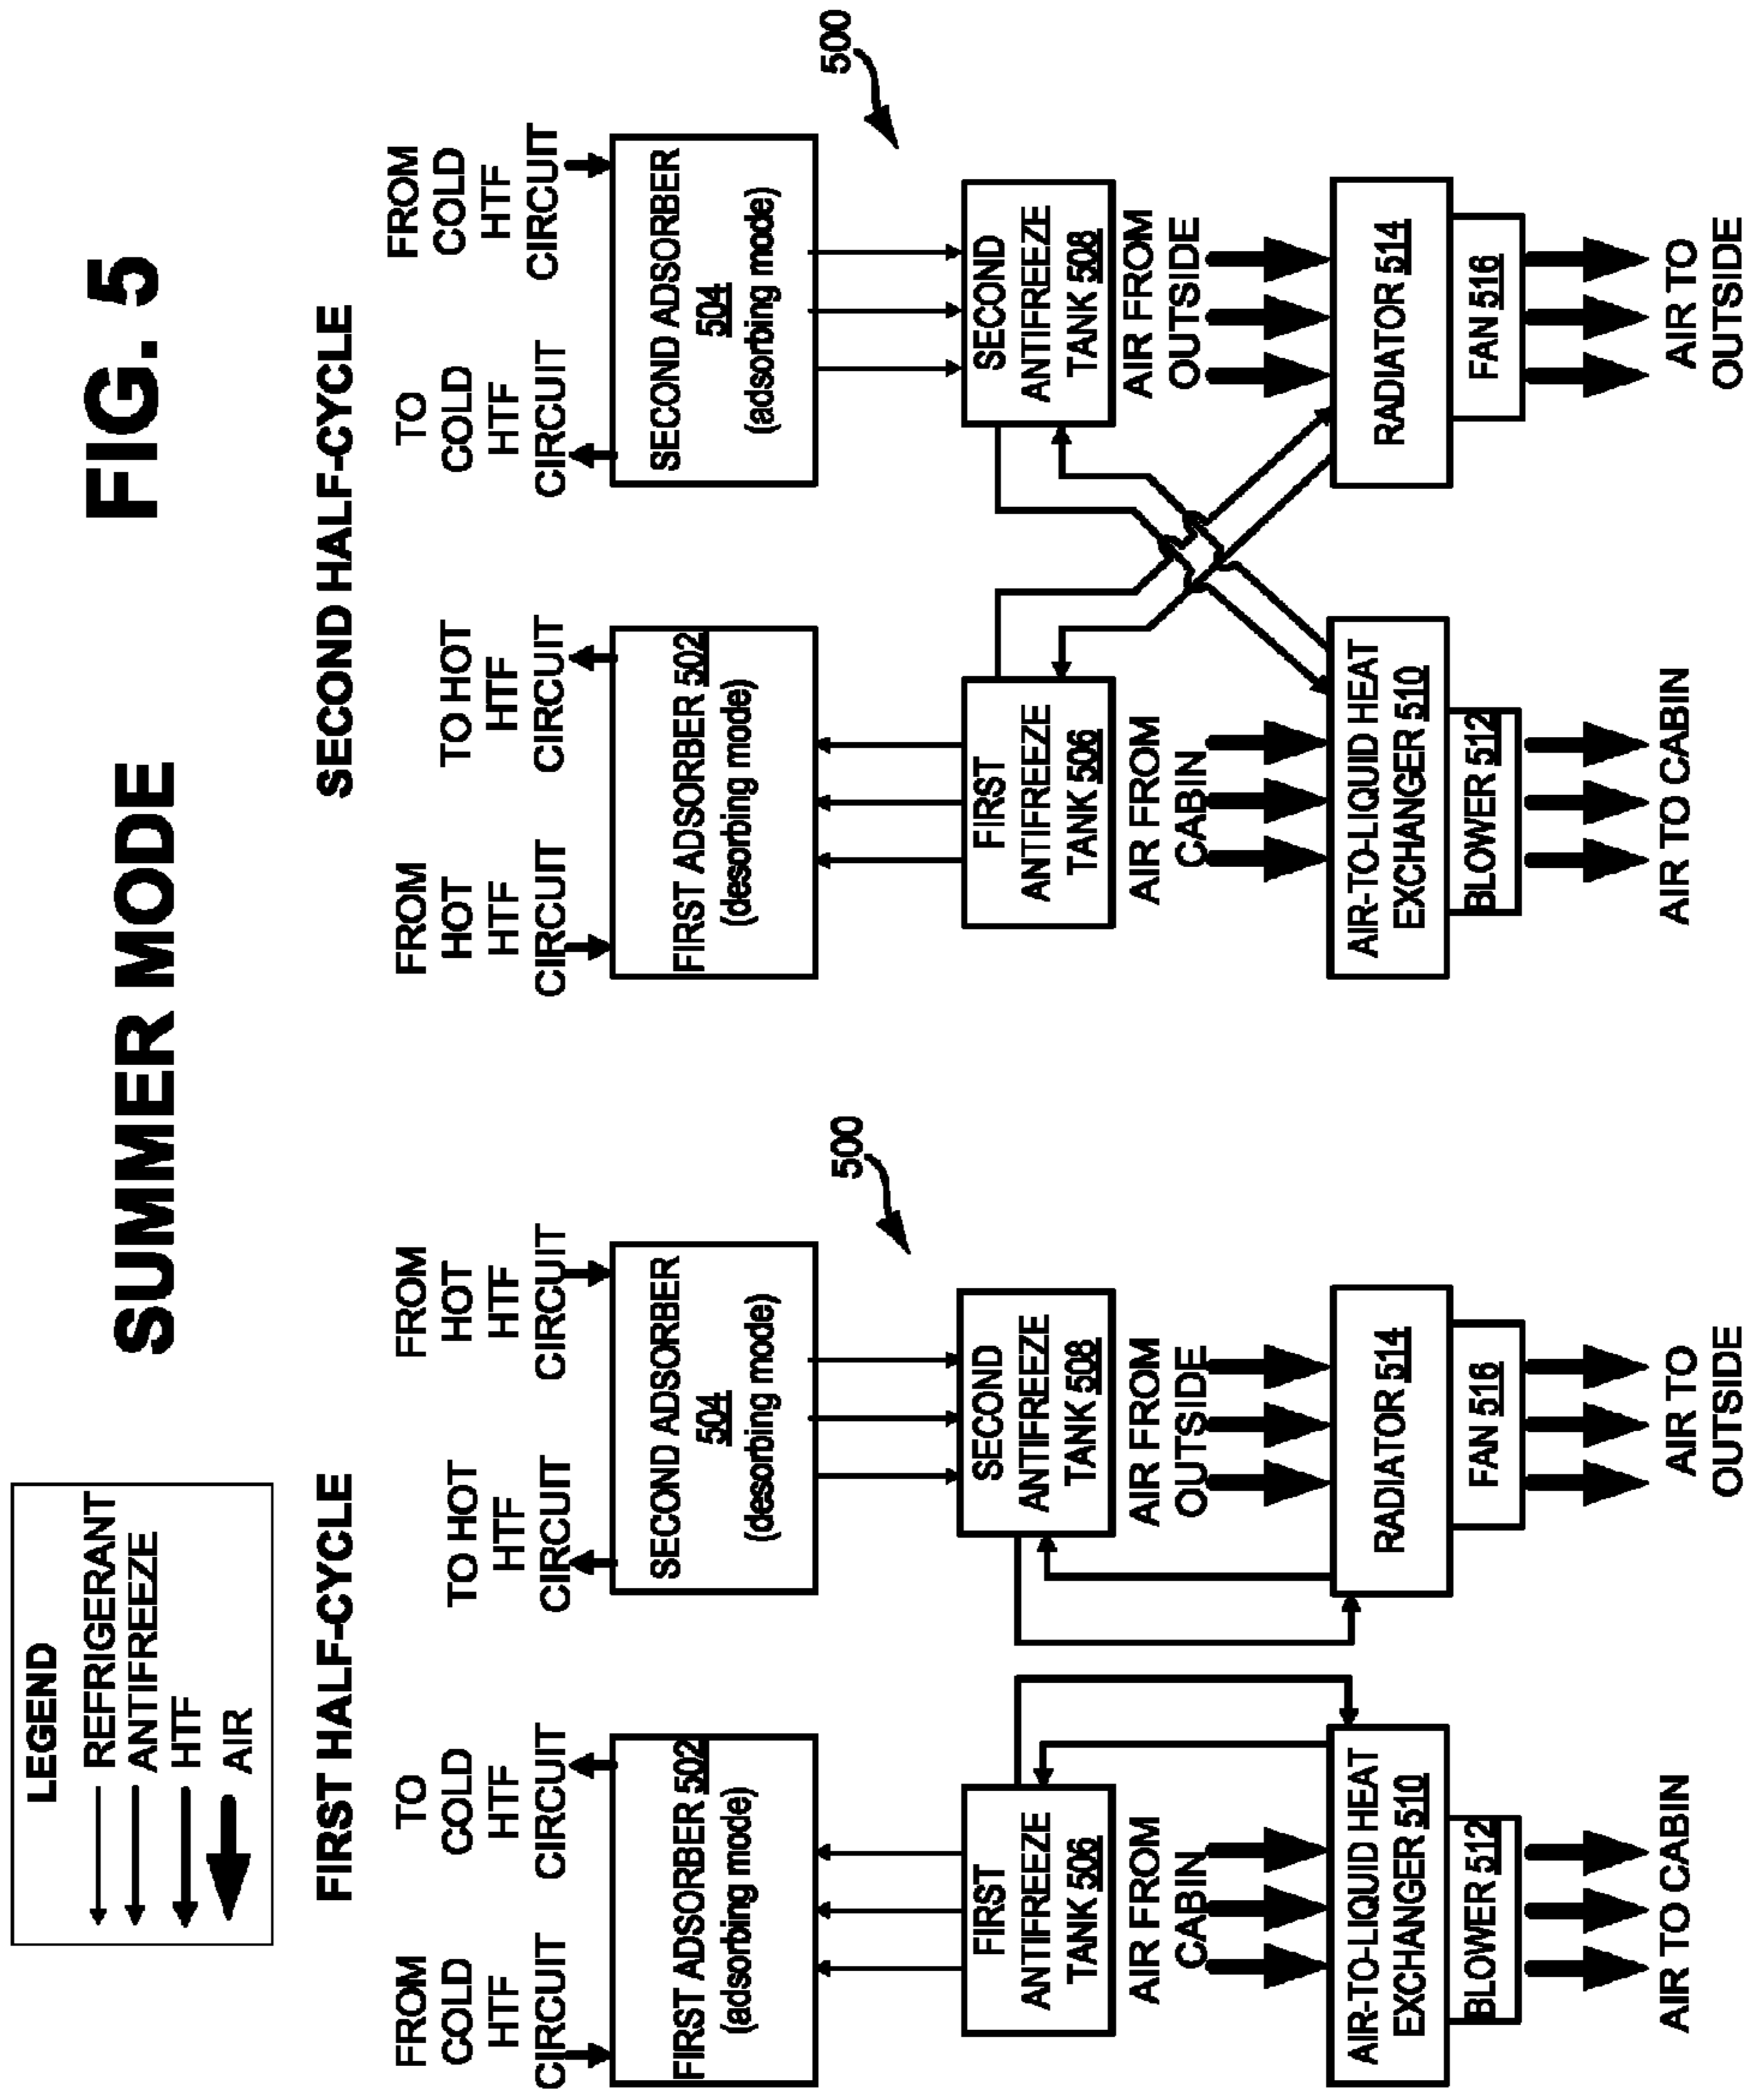 SUMMER MODE
FIG. 5
LEGEND
REFRIGERANT
ANTIFREEZE
HTF
AIR
FIRST HALF-CYCLE
FROM
COLD
HTF
CIRCUIT
TO
COLD
HTF
CIRCUIT
TO HOT
HTF
CIRCUIT
FROM
HOT
HTF
CIRCUIT
FIRST ADSORBER 502
(adsorbing mode)
SECOND ADSORBER
504
(desorbing mode)
500
FIRST
ANTIFREEZE
TANK 506
SECOND
ANTIFREEZE
TANK 508
AIR FROM
CABIN
AIR FROM
OUTSIDE
AIR-TO-LIQUID HEAT
EXCHANGER 510
RADIATOR 514
BLOWER 512
FAN 516
AIR TO CABIN
AIR TO
OUTSIDE
SECOND HALF-CYCLE
FROM
HOT
HTF
CIRCUIT
TO HOT
HTF
CIRCUIT
TO
COLD
HTF
CIRCUIT
FROM
COLD
HTF
CIRCUIT
FIRST ADSORBER 502
(desorbing mode)
SECOND ADSORBER
504
(adsorbing mode)
500
FIRST
ANTIFREEZE
TANK 506
SECOND
ANTIFREEZE
TANK 508
AIR FROM
CABIN
AIR FROM
OUTSIDE
AIR-TO-LIQUID HEAT
EXCHANGER 510
RADIATOR 514
BLOWER 512
FAN 516
AIR TO CABIN
AIR TO
OUTSIDE